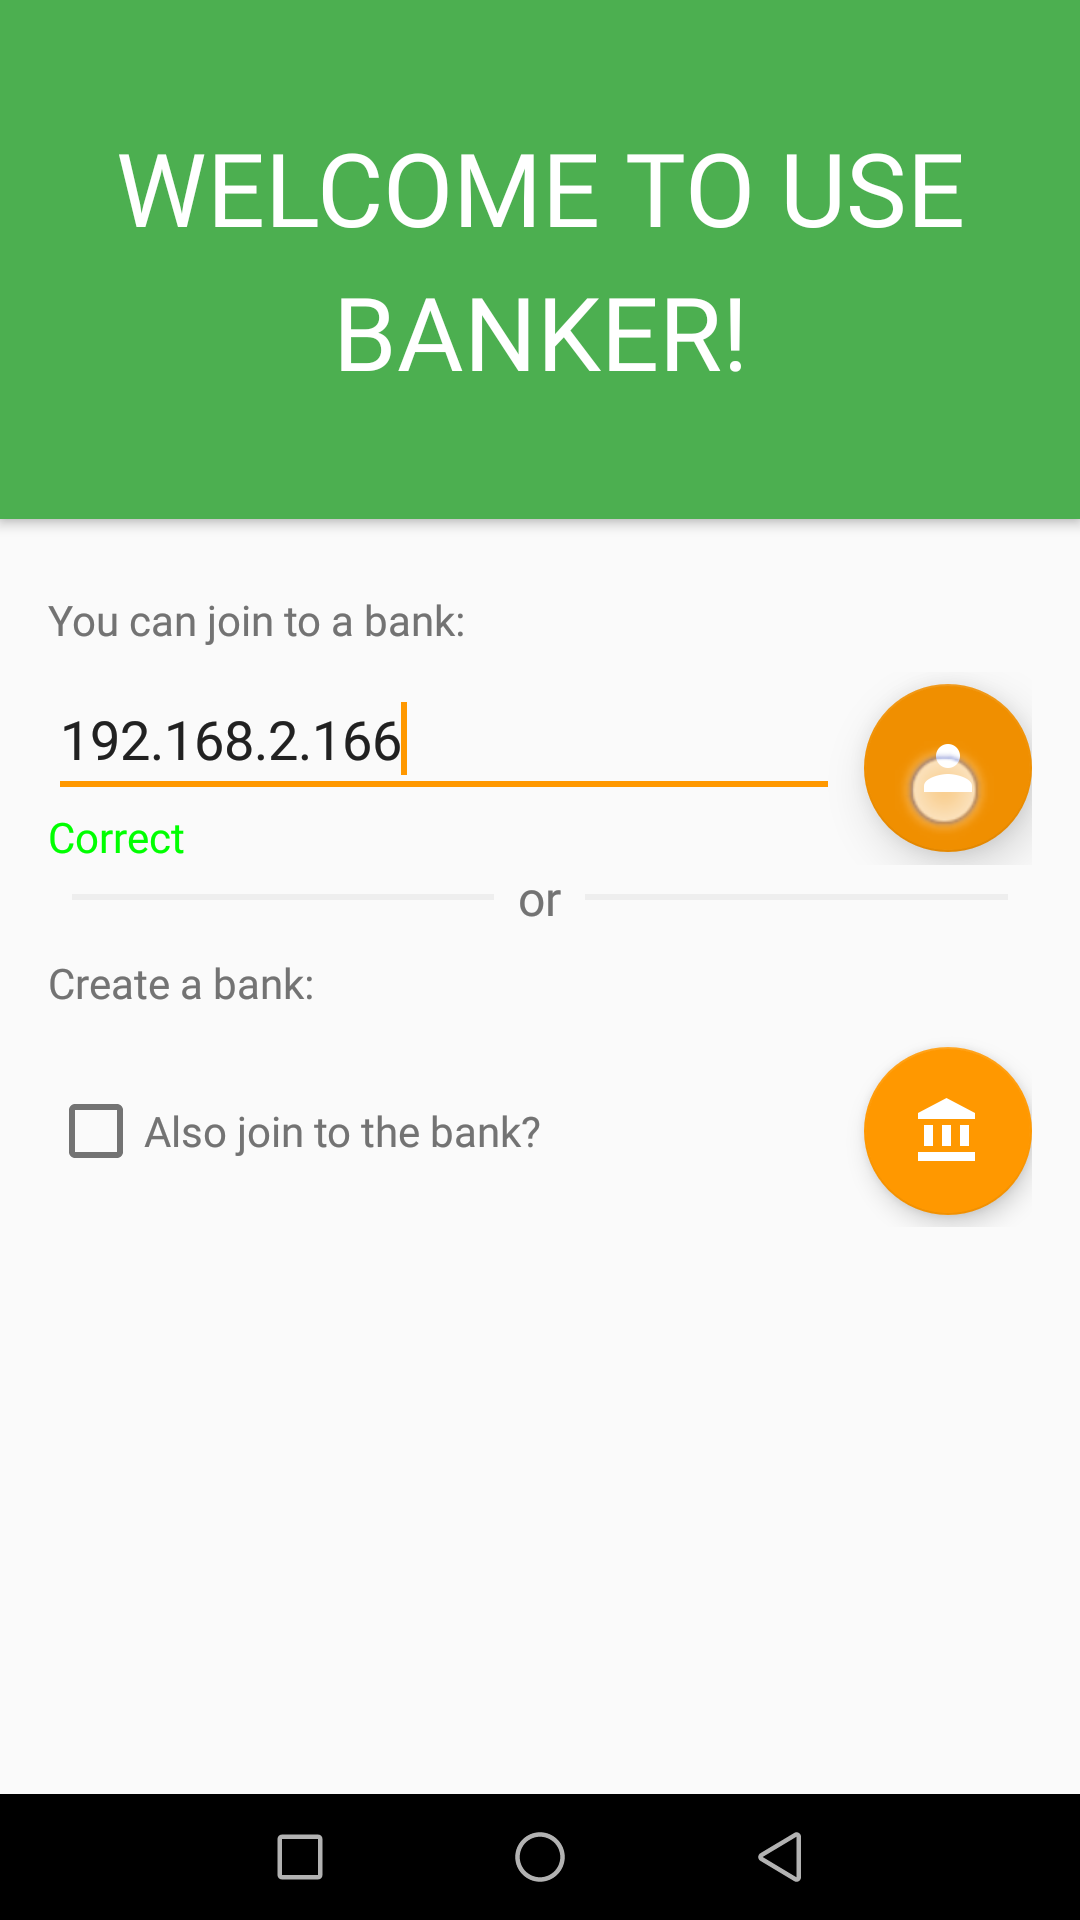 WELCOME TO USE
BANKER!
You can join to a bank:
192.168.2.166
Correct
or
Create a bank:
Also join to the bank?